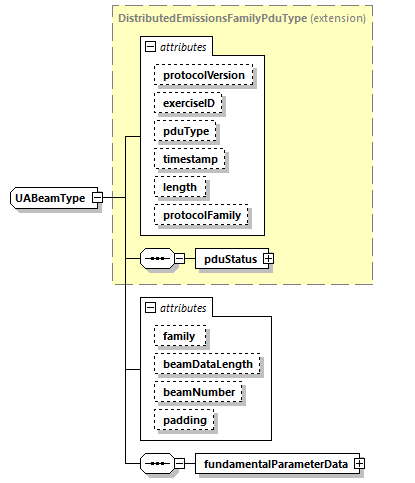 DistributedEmissionsFamilyPduType (extension)
attributes
protocolVersion
exerciseID
pduType
timestamp
length
protocolFamily
UABeamType
pduStatus
attributes
family
beamDataLength
beamNumber
padding
fundamentalParameterData